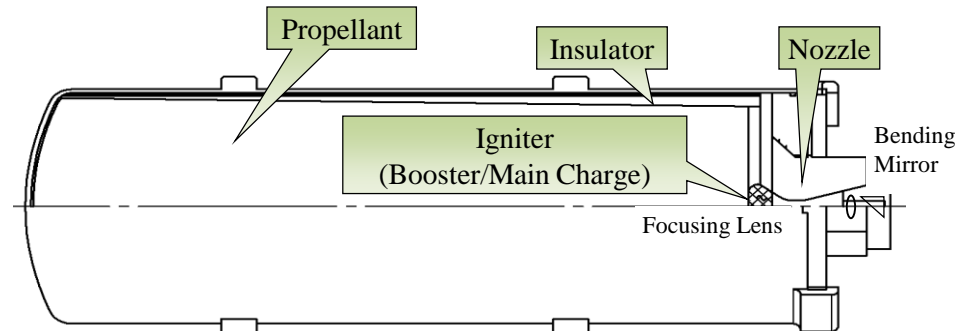 Propellant
Insulator
Nozzle
Igniter
(Booster/Main Charge)
Bending
Mirror
Focusing Lens